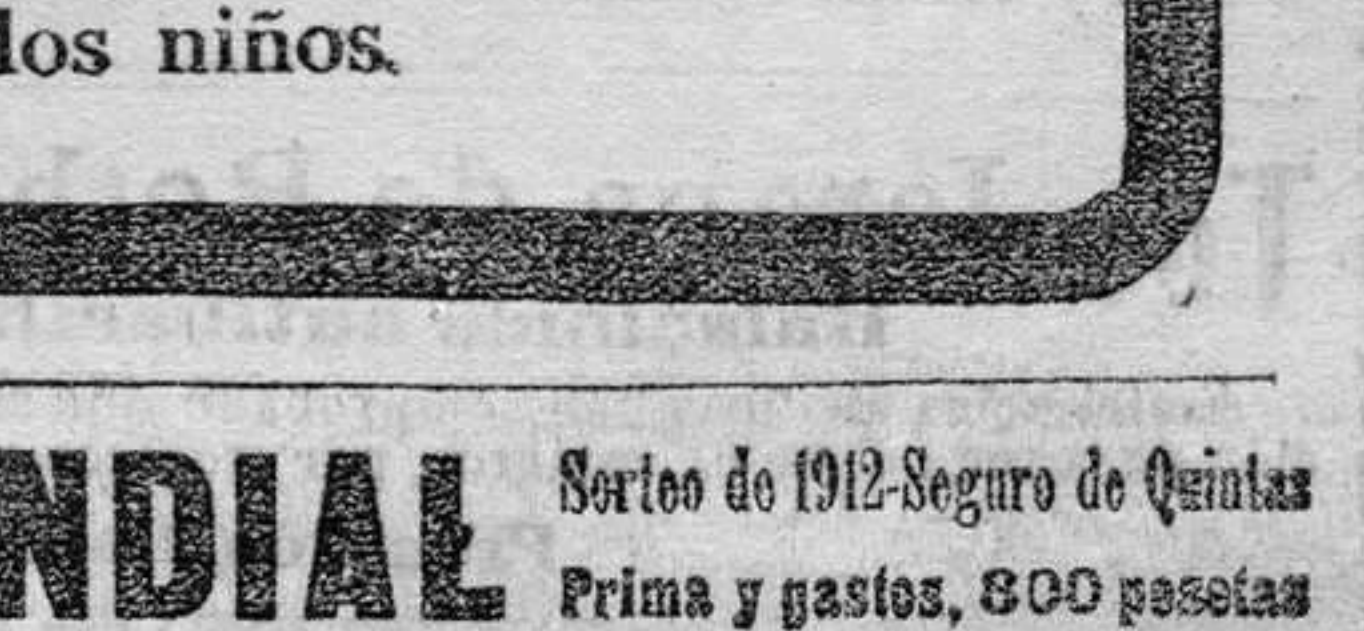 los niños.
NDIAL
Sorteo de 1912-Seguro de Quintas
Prima y gastos, 800 pesetas